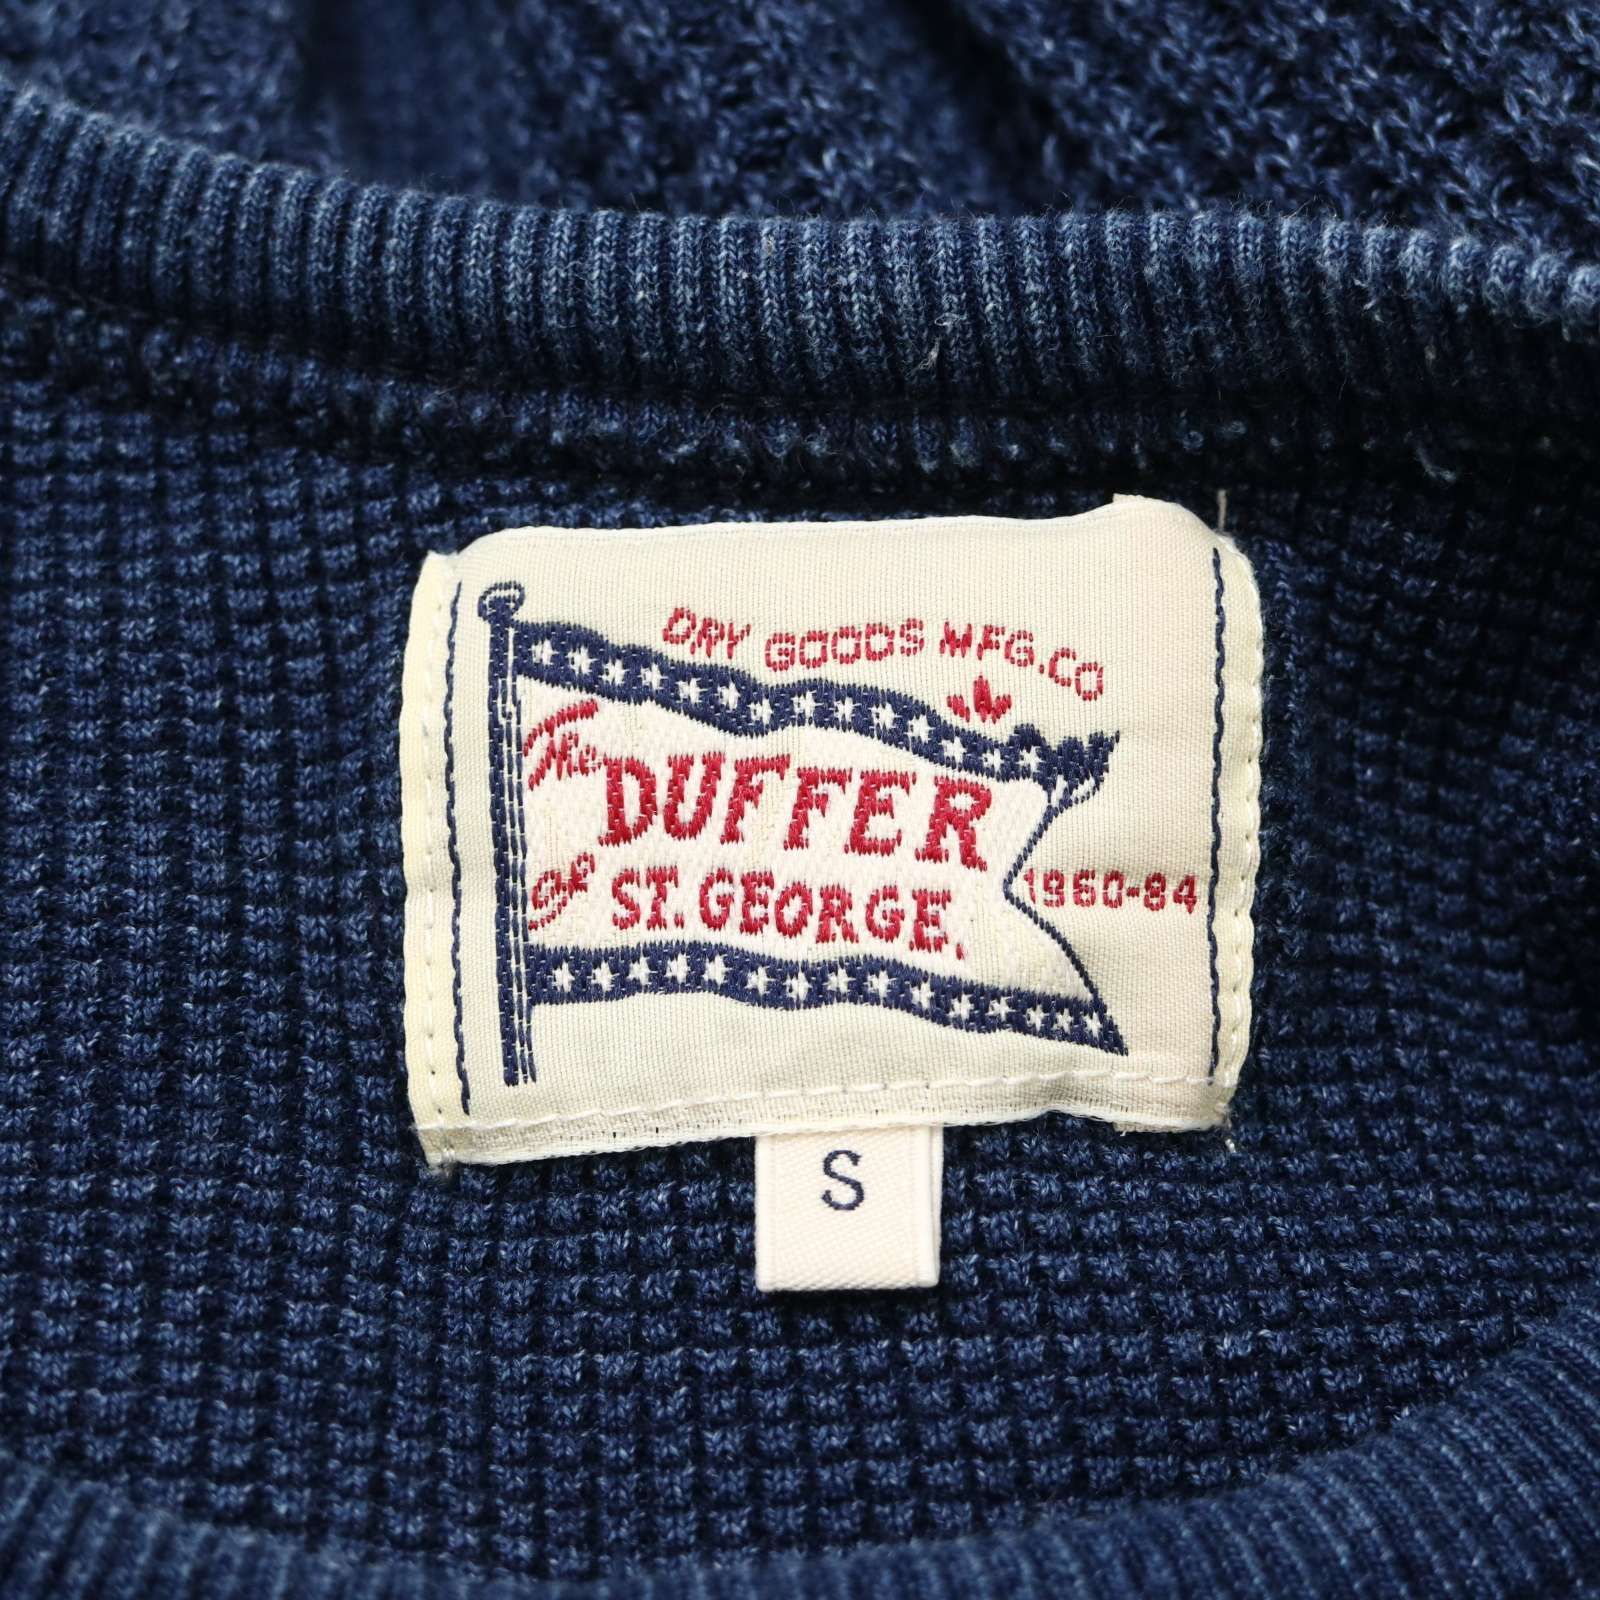 DRY GOODS MFG.CO
The DUFFER
of ST. GEORGE.
1960-84
S